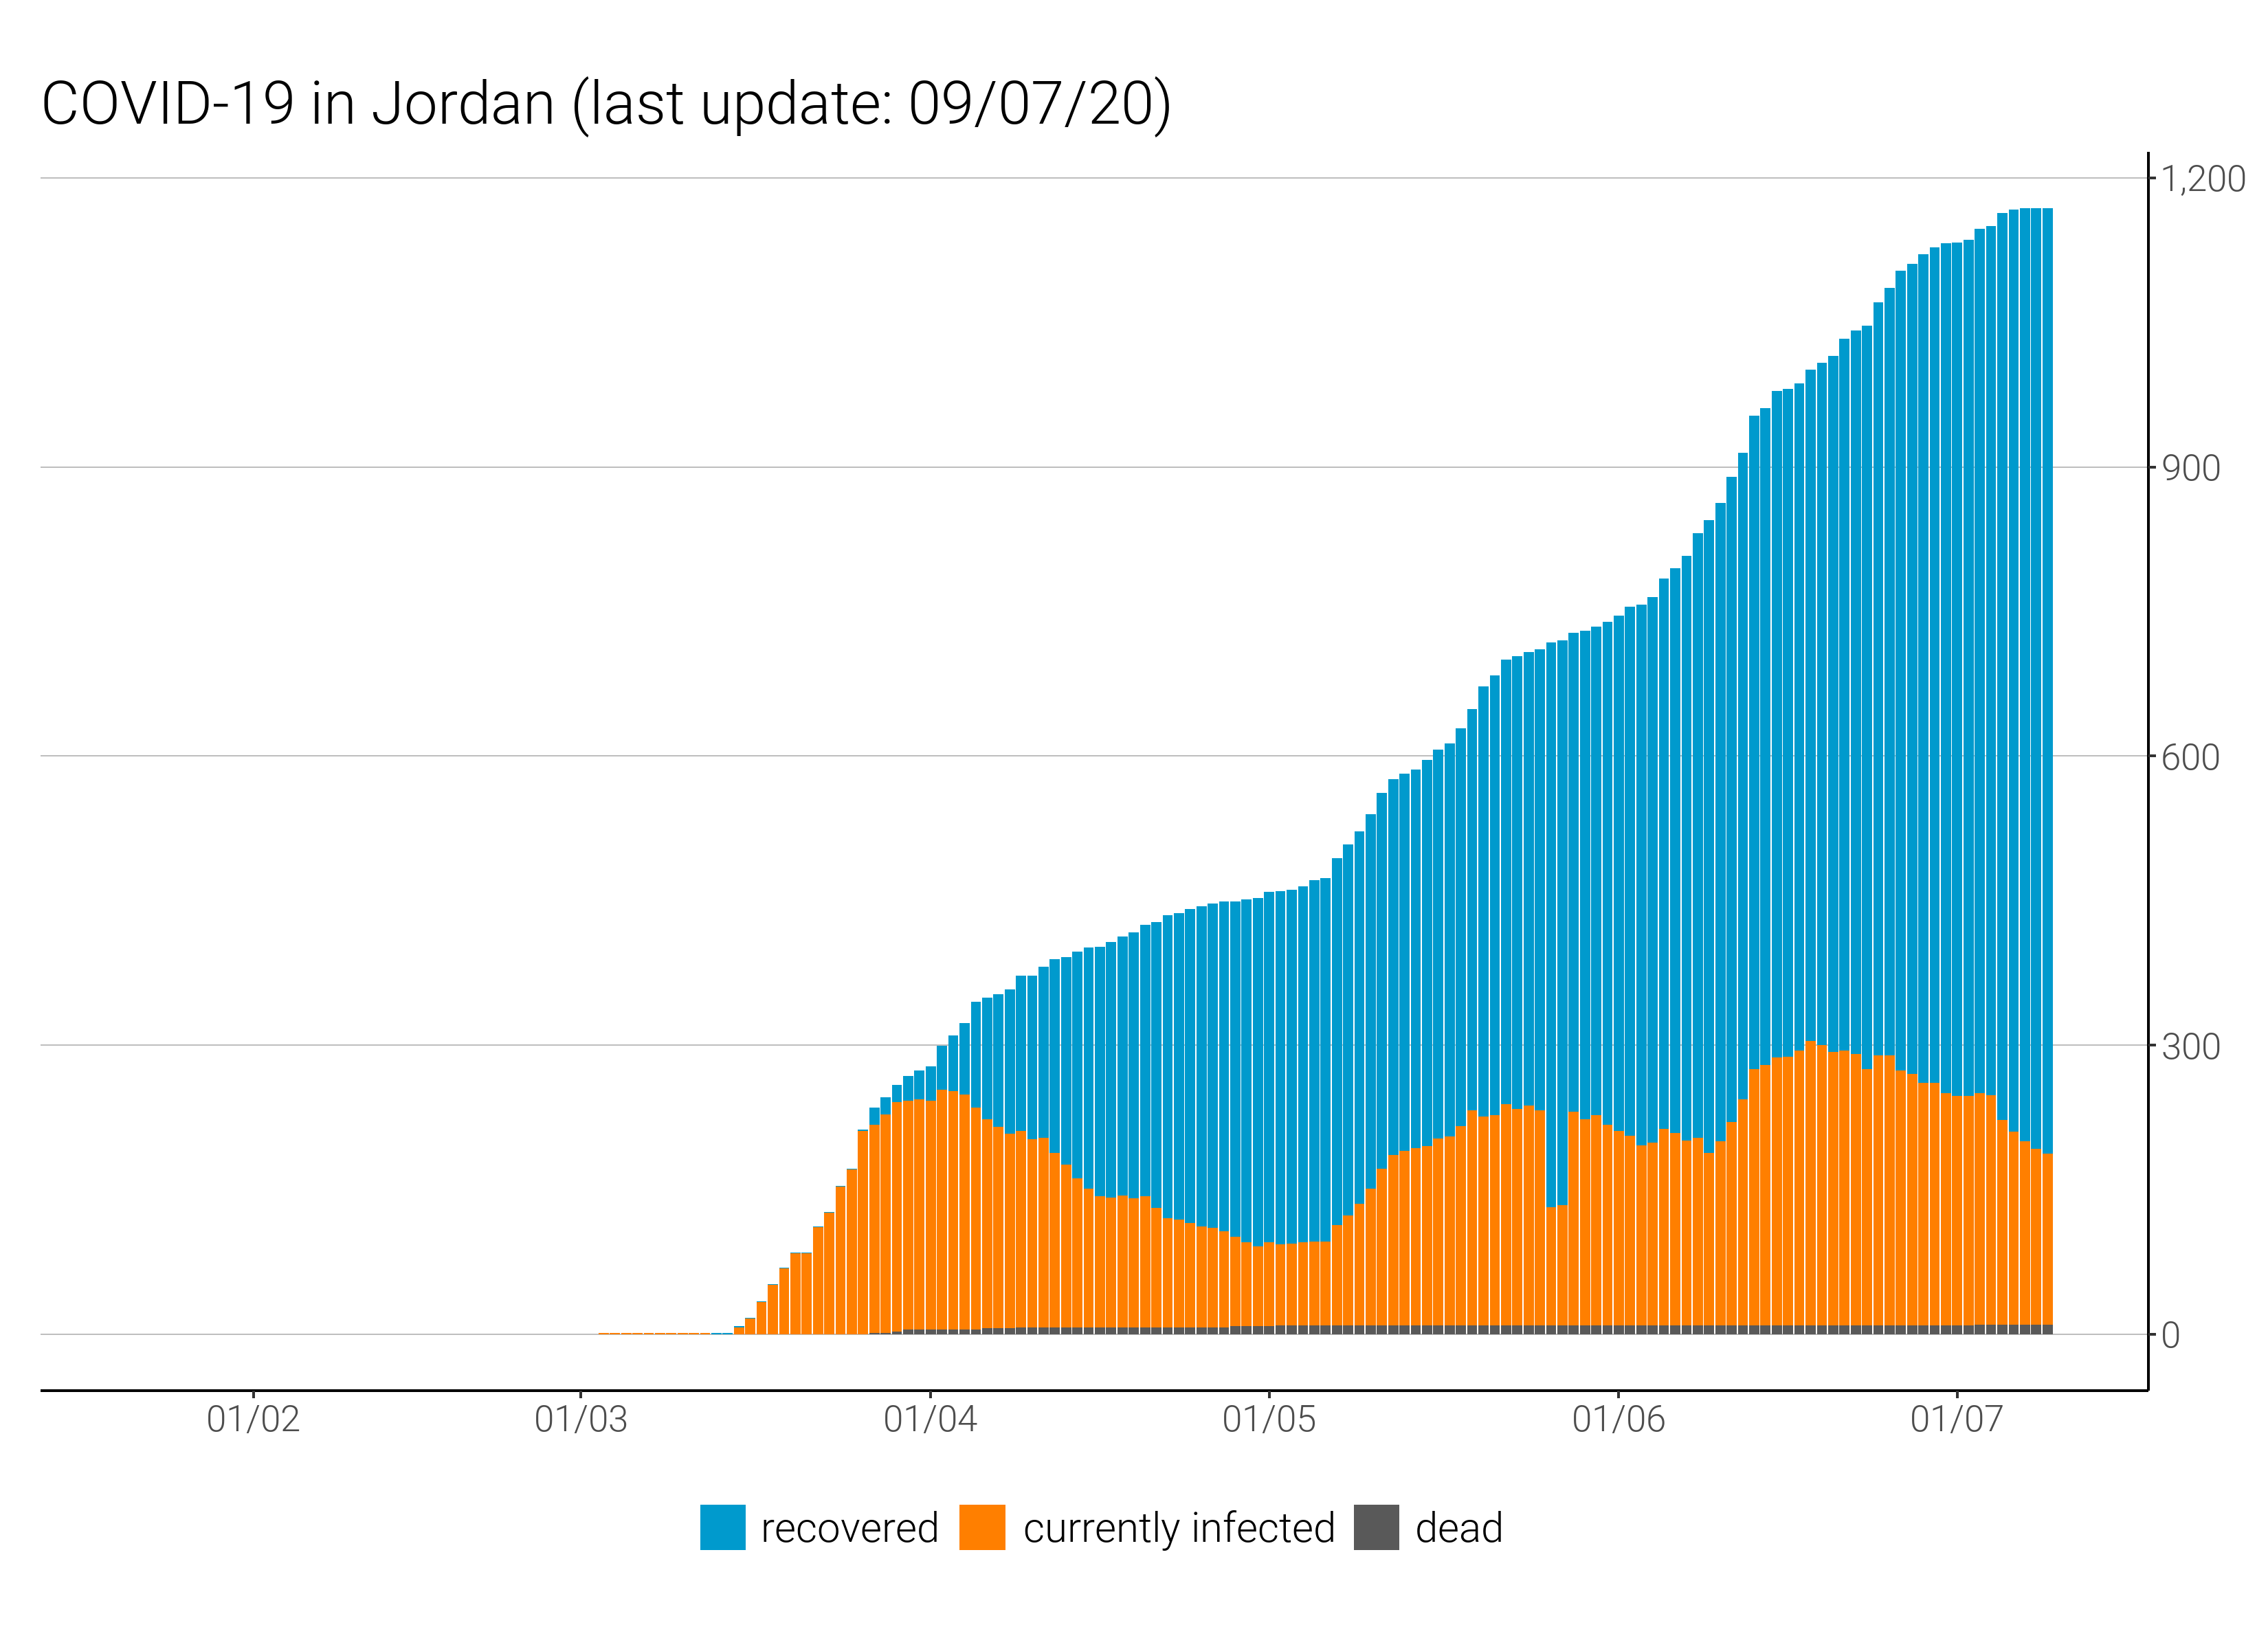 COVID-19 in Jordan (last update: 09/07/20)
1,200
900
600
300
0
01/02 01/03 01/04 01/05 01/06 01/07
recovered currently infected dead